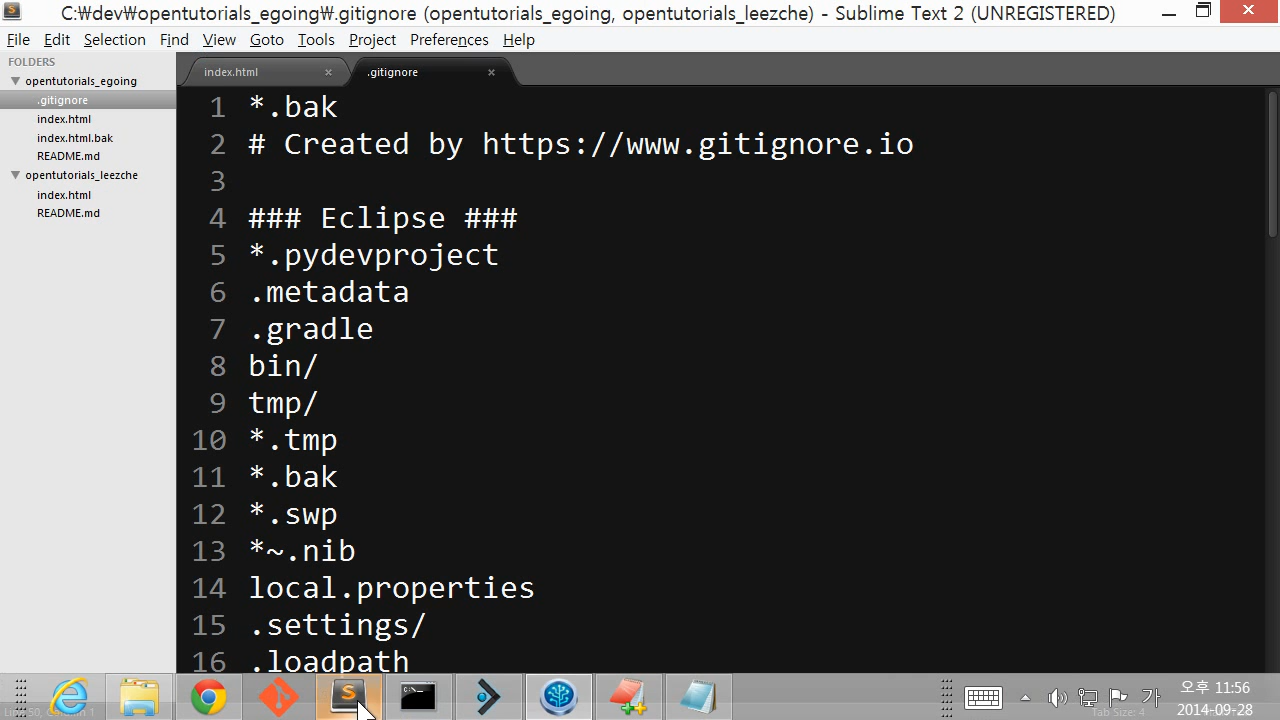 C:₩dev₩opentutorials_egoing₩.gitignore (opentutorials_egoing, opentutorials_leezche) - Sublime Text 2 (UNREGISTERED)
File Edit Selection Find View Goto Tools Project Preferences Help
FOLDERS
opentutorials_egoing
.gitignore
index.html
index.html.bak
README.md
opentutorials_leezche
index.html
README.md
index.html × .gitignore ×
1 *.bak
2 # Created by https://www.gitignore.io
3
4 ### Eclipse ###
5 *.pydevproject
6 .metadata
7 .gradle
8 bin/
9 tmp/
10 *.tmp
11 *.bak
12 *.swp
13 *~.nib
14 local.properties
15 .settings/
16 .loadpath
가
오후 11:56
2014-09-28
Tab Size: 4